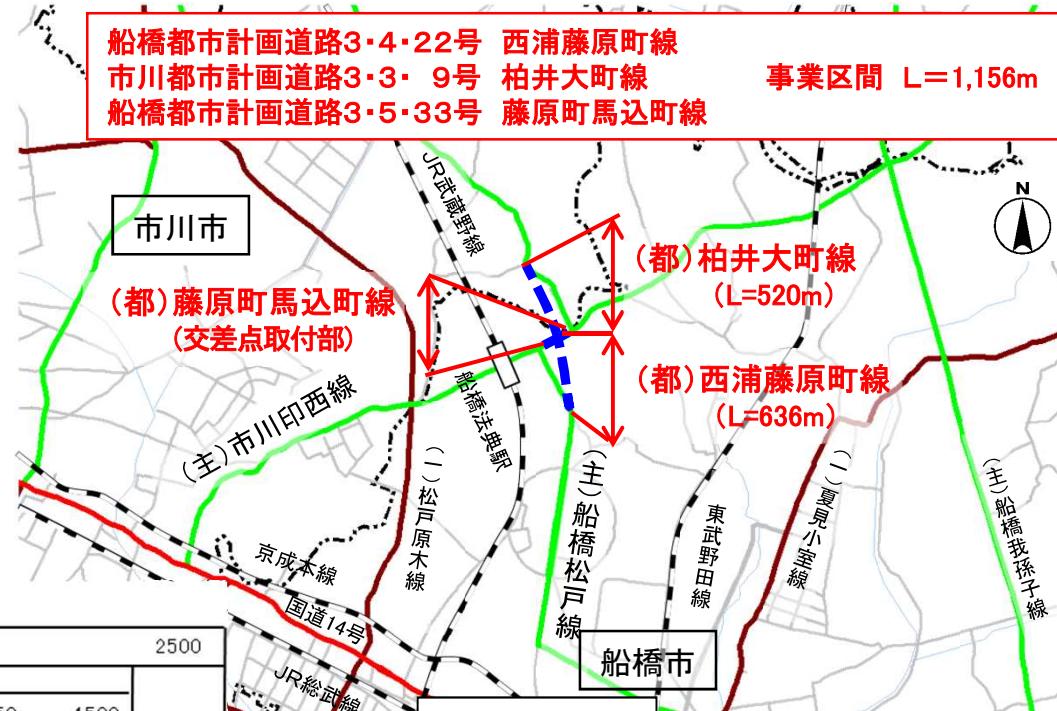 船橋都市計画道路3・4・22号 西浦藤原町線
市川都市計画道路3・3・ 9号 柏井大町線 事業区間 L=1,156m
船橋都市計画道路3・5・33号 藤原町馬込町線
N
市川市
JR武蔵野線
(都)柏井大町線
(L=520m)
(都)藤原町馬込町線
(交差点取付部)
(都)西浦藤原町線
(L=636m)
船橋法典駅
(主)市川印西線
(一)松戸原木線
(主)船橋松戸線
東武野田線
(一)夏見小室線
(主)船橋我孫子線
京成本線
国道14号
JR総武線
船橋市
2500
4500